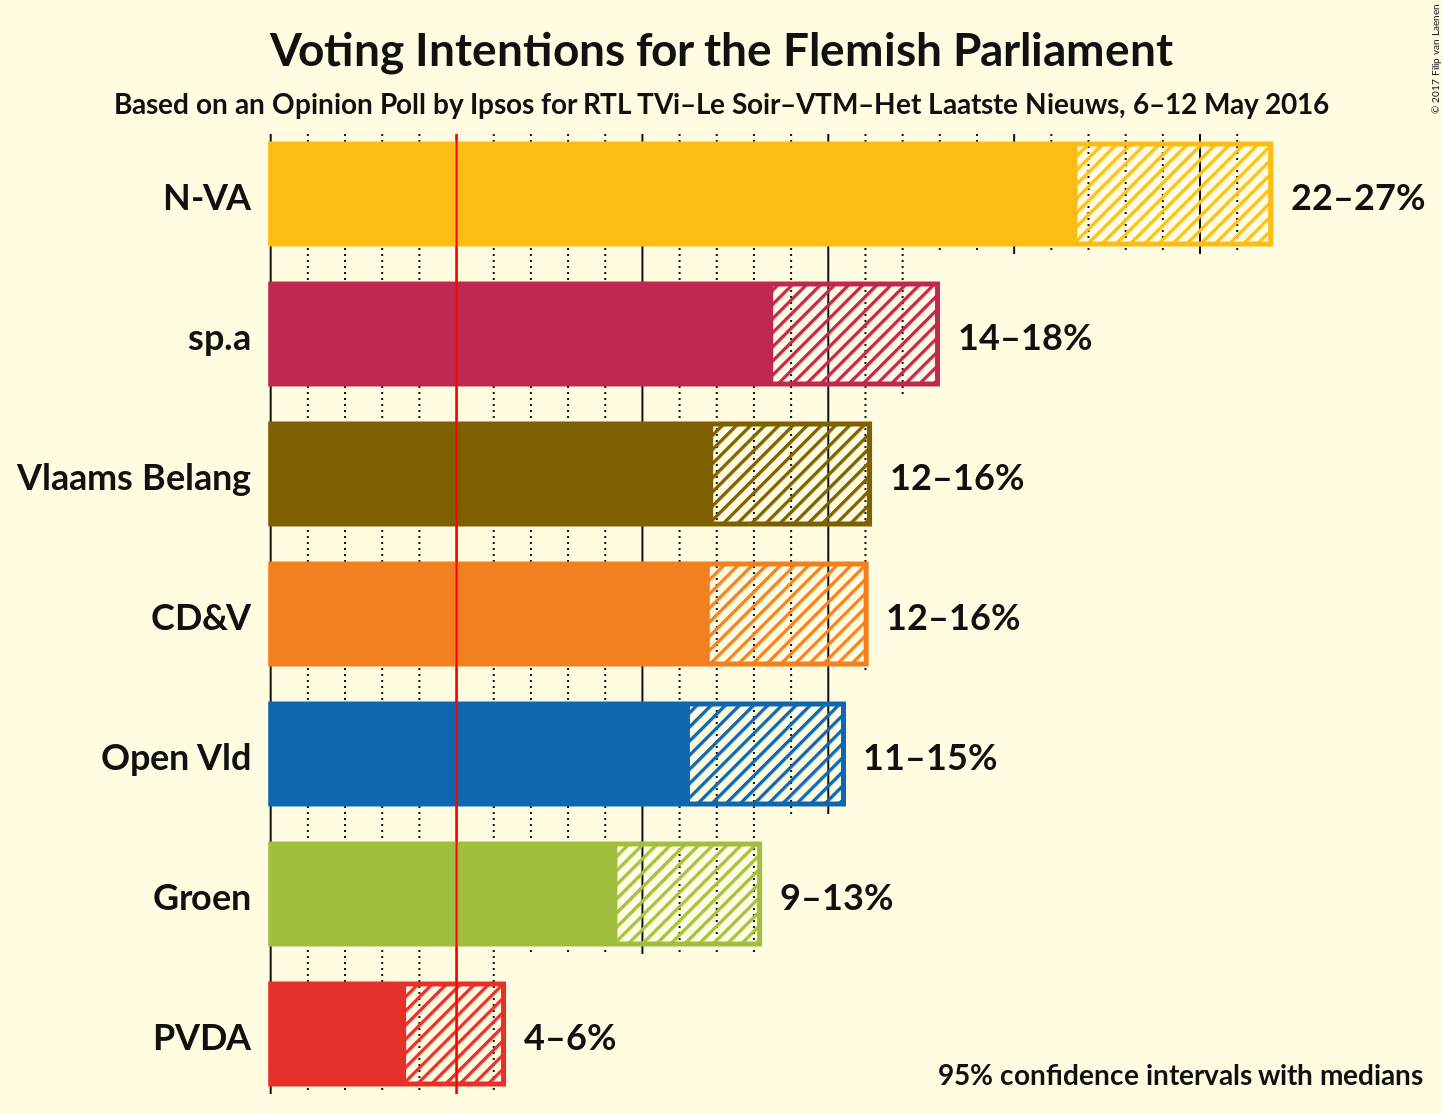 Voting Intentions for the Flemish Parliament
Based on an Opinion Poll by Ipsos for RTL TVi–Le Soir–VTM–Het Laatste Nieuws, 6–12 May 2016
© 2017 Filip van Laenen
N-VA 22–27%
sp.a 14–18%
Vlaams Belang 12–16%
CD&V 12–16%
Open Vld 11–15%
Groen 9–13%
PVDA 4–6%
95% confidence intervals with medians